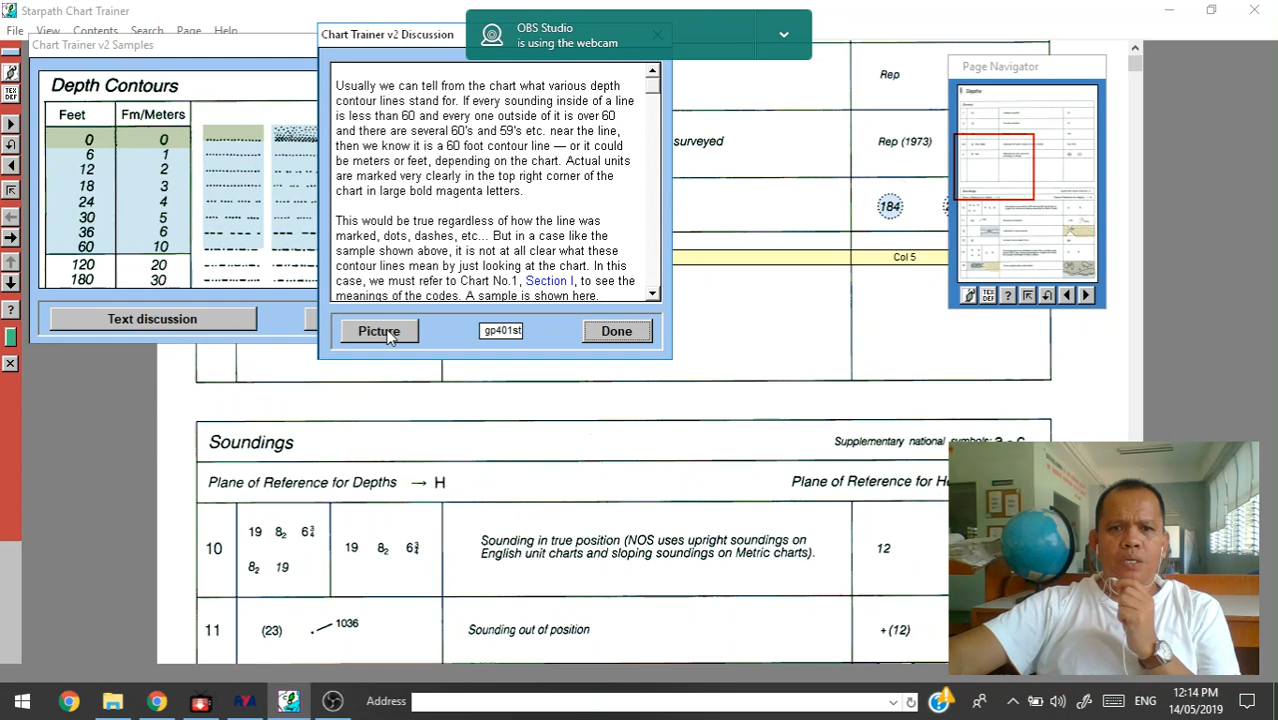 Starpath Chart Trainer
File View Contents Search Page Help
Chart Trainer v2 Samples
Depth Contours
Feet Fm/Meters
0 0
6 1
12 2
18 3
24 4
30 5
36 6
60 10
120 20
180 30
Text discussion
Chart Trainer v2 Discussion
OBS Studio
is using the webcam
Usually we can tell from the chart what various depth
contour lines stand for. If every sounding inside of a line
is less than 60 and every one outside of it is over 60
and there are several 60's and 59's etc. near the line,
then we know it is a 60 foot contour line — or it could
be meters or feet, depending on the chart. Actual units
are marked very clearly in the top right corner of the
chart in large bold magenta letters.
This would be true regardless of how the line was
marked, dots, dashes, etc... But in a case like the
sample shown above, it is not at all clear what these
contour lines mean by just looking at the chart. In this
case, we must refer to Chart No.1, Section I, to see the
meanings of the codes. A sample is shown here.
Picture gp401st Done
Rep
surveyed Rep (1973)
184
Col 5
Page Navigator
Depths
TEXT DEF ?
TEXT DEF
?
Soundings Supplementary national symbols: a - c
Plane of Reference for Depths → H
Plane of Reference for H
10 19 8₂ 6¾ 19 8₂ 6¾ Sounding in true position (NOS uses upright soundings on
English unit charts and sloping soundings on Metric charts). 12
8₂ 19
11 (23) 1036 Sounding out of position + (12)
Address
ENG
12:14 PM
14/05/2019